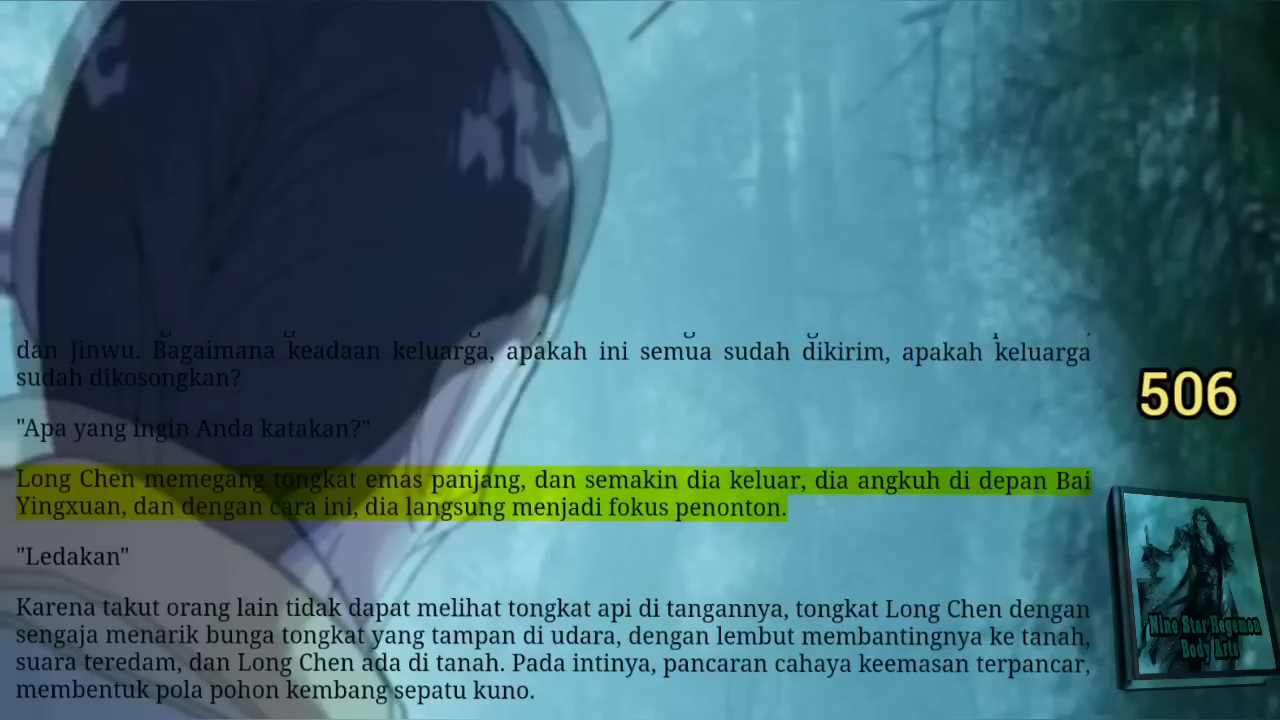 dan Jinwu. Bagaimana keadaan keluarga, apakah ini semua sudah dikirim, apakah keluarga
sudah dikosongkan?
"Apa yang ingin Anda katakan?"
Long Chen memegang tongkat emas panjang, dan semakin dia keluar, dia angkuh di depan Bai
Yingxuan, dan dengan cara ini, dia langsung menjadi fokus penonton.
"Ledakan"
Karena takut orang lain tidak dapat melihat tongkat api di tangannya, tongkat Long Chen dengan
sengaja menarik bunga tongkat yang tampan di udara, dengan lembut membantingnya ke tanah,
suara teredam, dan Long Chen ada di tanah. Pada intinya, pancaran cahaya keemasan terpancar,
membentuk pola pohon kembang sepatu kuno.
506
Nine Star Hegemon
Body Arts